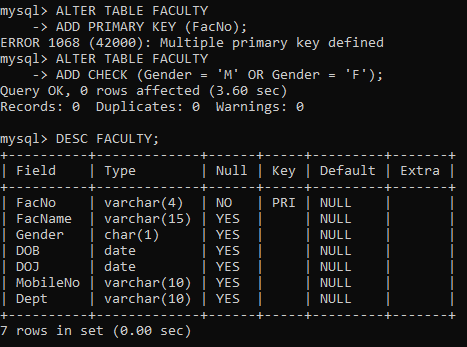 mysql> ALTER TABLE FACULTY
    -> ADD PRIMARY KEY (FacNo);
ERROR 1068 (42000): Multiple primary key defined
mysql> ALTER TABLE FACULTY
    -> ADD CHECK (Gender = 'M' OR Gender = 'F');
Query OK, 0 rows affected (3.60 sec)
Records: 0  Duplicates: 0  Warnings: 0

mysql> DESC FACULTY;
+----------+-------------+------+-----+---------+-------+
| Field    | Type        | Null | Key | Default | Extra |
+----------+-------------+------+-----+---------+-------+
| FacNo    | varchar(4)  | NO   | PRI | NULL    |       |
| FacName  | varchar(15) | YES  |     | NULL    |       |
| Gender   | char(1)     | YES  |     | NULL    |       |
| DOB      | date        | YES  |     | NULL    |       |
| DOJ      | date        | YES  |     | NULL    |       |
| MobileNo | varchar(10) | YES  |     | NULL    |       |
| Dept     | varchar(10) | YES  |     | NULL    |       |
+----------+-------------+------+-----+---------+-------+
7 rows in set (0.00 sec)